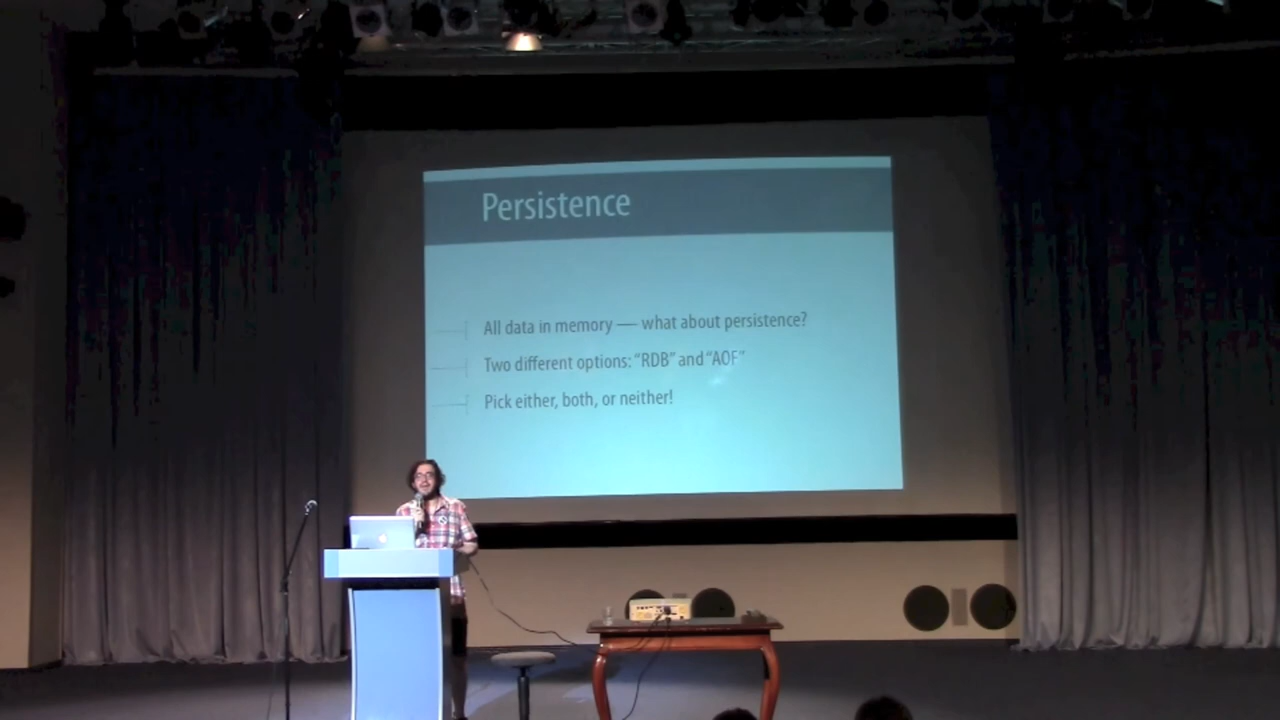 Persistence
All data in memory — what about persistence?
Two different options: “RDB” and “AOF”
Pick either, both, or neither!